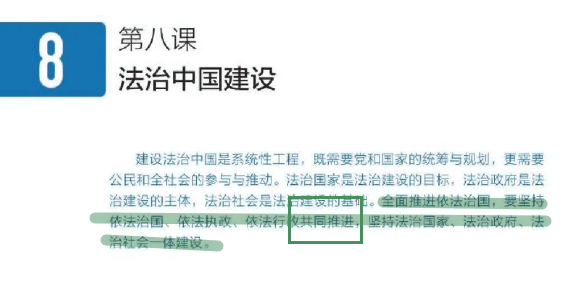 8
第八课
法治中国建设
建设法治中国是系统性工程,既需要党和国家的统筹与规划,更需要
公民和全社会的参与与推动。法治国家是法治建设的目标,法治政府是法
治建设的主体,法治社会是法治建设的基础。全面推进依法治国,要坚持
依法治国、依法执政、依法行政共同推进,坚持法治国家、法治政府、法
治社会一体建设。